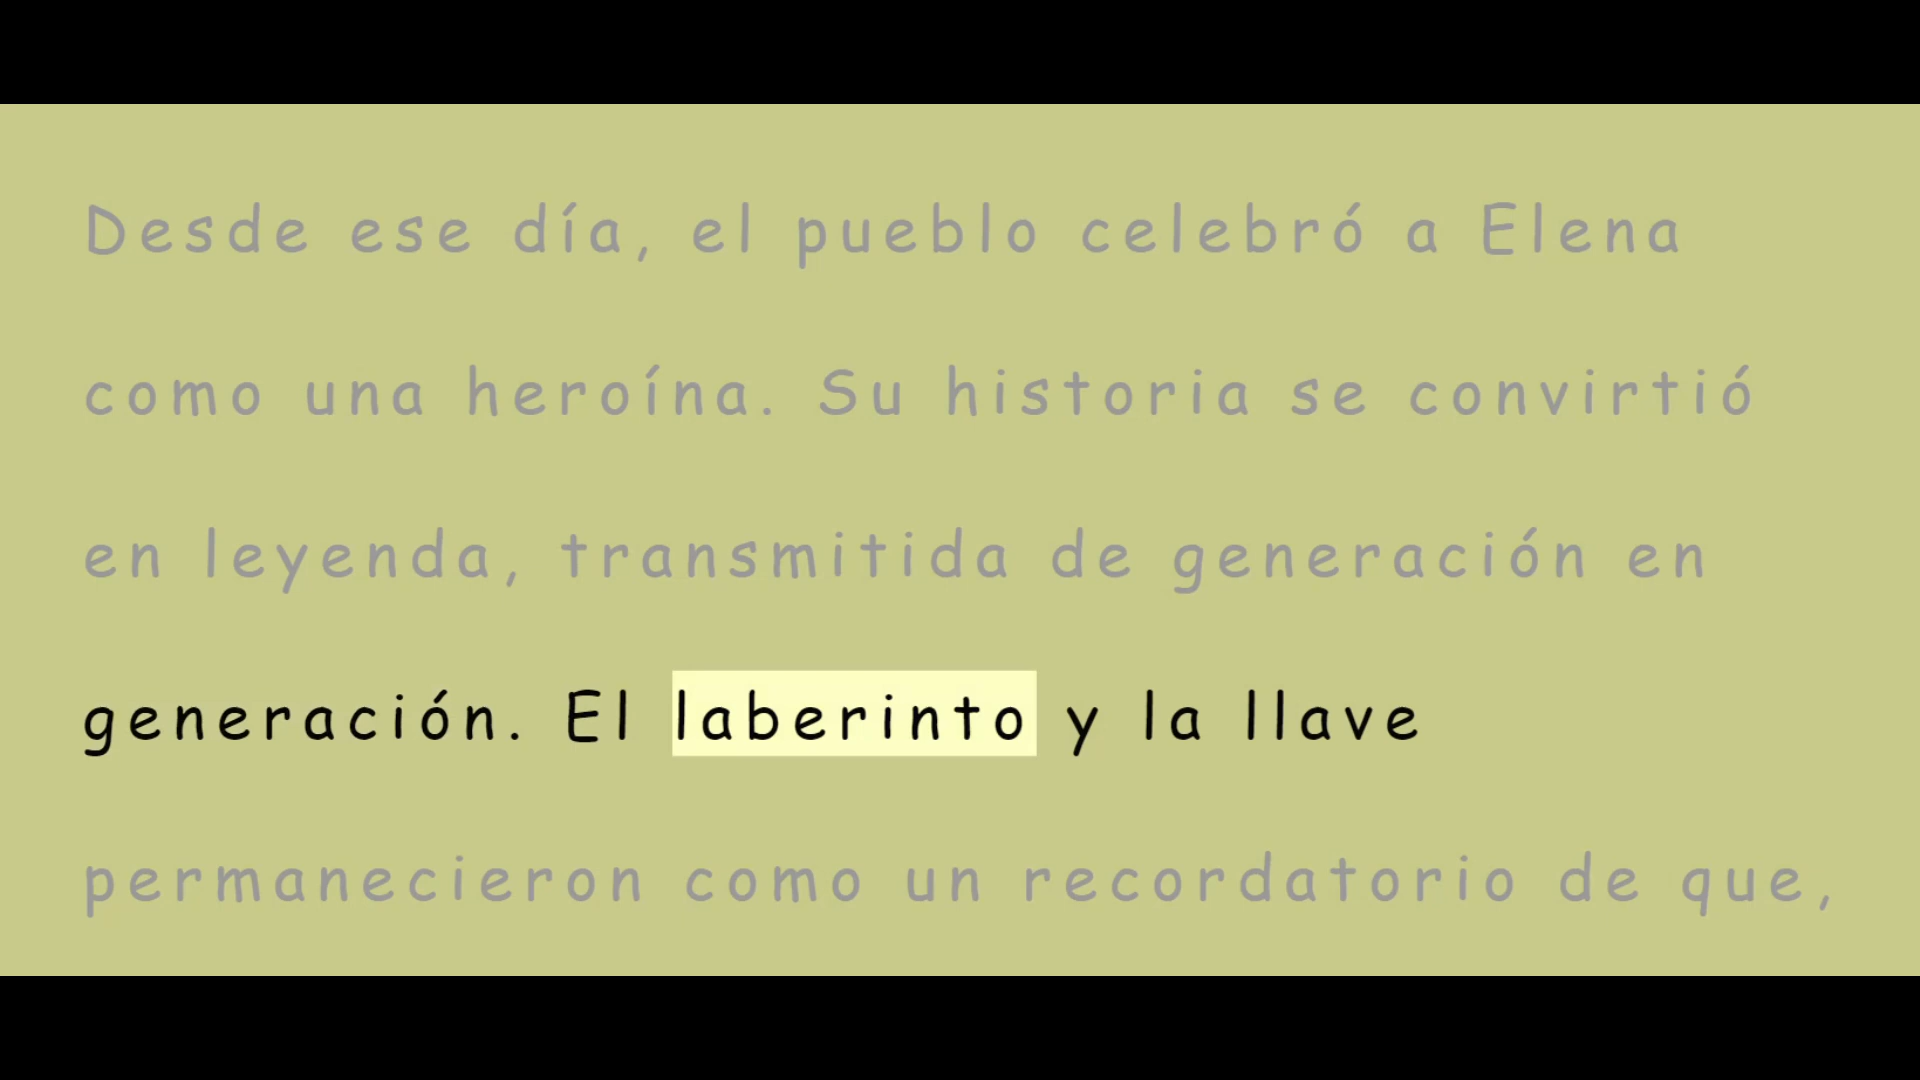 Desde ese día, el pueblo celebró a Elena
como una heroína. Su historia se convirtió
en leyenda, transmitida de generación en
generación. El laberinto y la llave
permanecieron como un recordatorio de que,